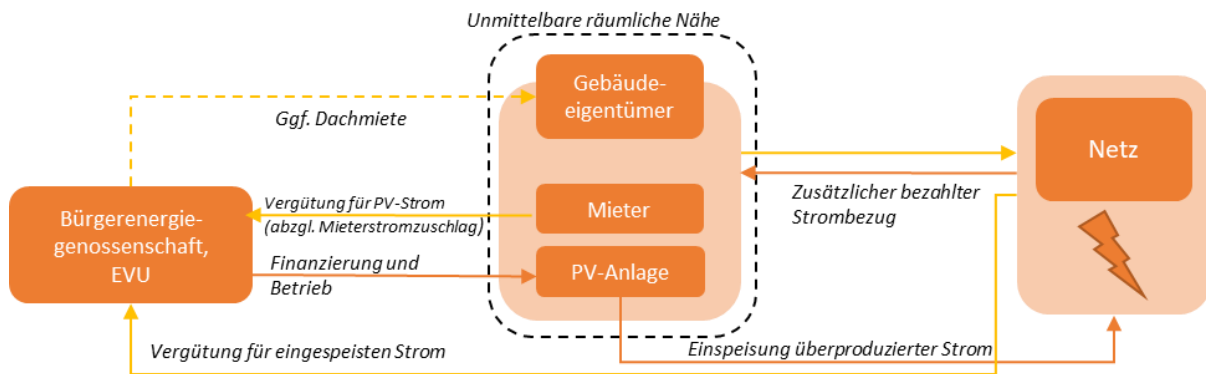 Unmittelbare räumliche Nähe
Gebäude-
eigentümer
Ggf. Dachmiete
Netz
Bürgerenergie-
genossenschaft,
EVU
Vergütung für PV-Strom
(abzgl. Mieterstromzuschlag)
Mieter
Zusätzlicher bezahlter
Strombezug
Finanzierung und
Betrieb
PV-Anlage
Vergütung für eingespeisten Strom
Einspeisung überproduzierter Strom